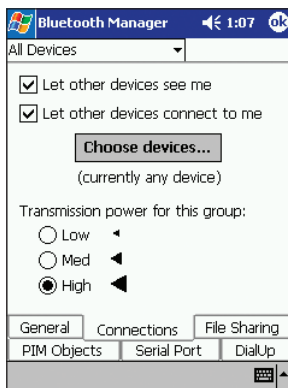 Bluetooth Manager 1:07 ok
All Devices
Let other devices see me
Let other devices connect to me
Choose devices...
(currently any device)
Transmission power for this group:
Low
Med
High
General Connections File Sharing
PIM Objects Serial Port DialUp